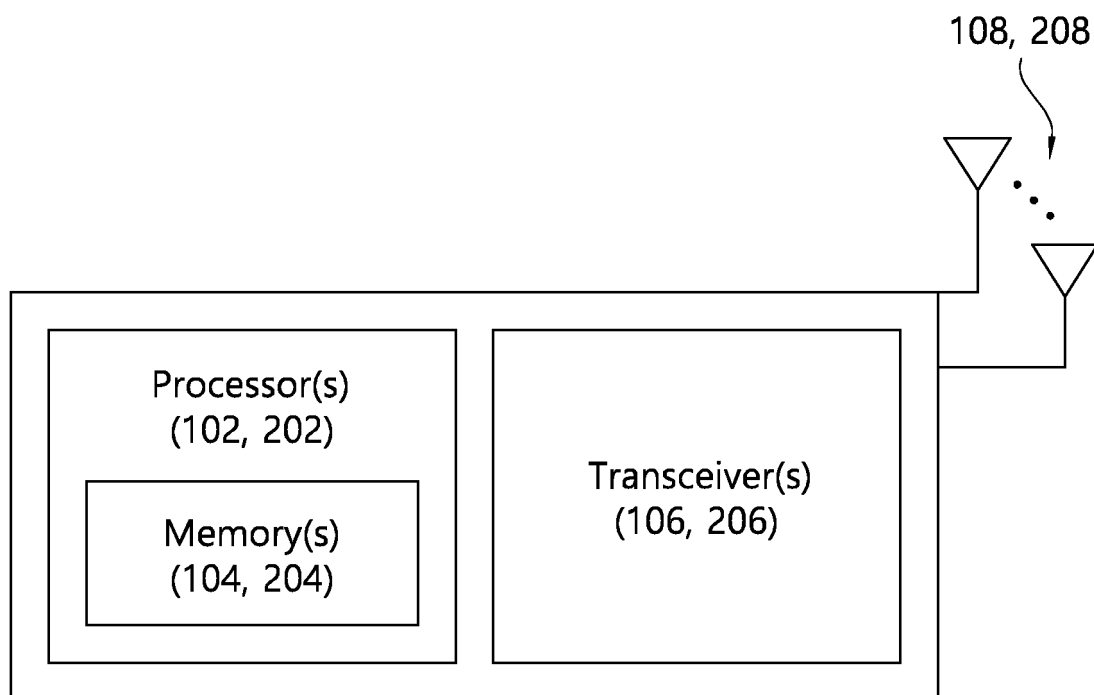 108, 208
Processor(s)
(102, 202)
Memory(s)
(104, 204)
Transceiver(s)
(106, 206)